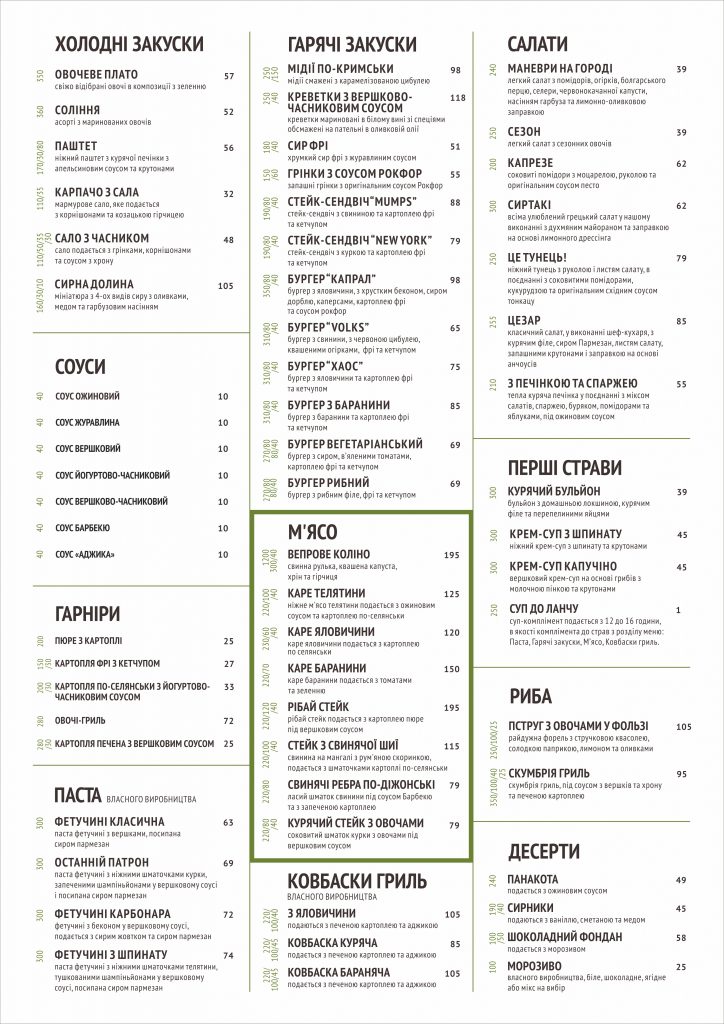 ХОЛОДНІ ЗАКУСКИ
350
ОВОЧЕВЕ ПЛАТО 57
свіжо відібрані овочі в композиції з зеленню
360
СОЛІННЯ 52
асорті з маринованих овочів
170/30/80
ПАШТЕТ 56
ніжний паштет з курячої печінки з
апельсиновим соусом та крутонами
110/35
КАРПАЧО З САЛА 32
мармурове сало, яке подається
з корнішонами та козацькою гірчицею
110/30/35
/30
САЛО З ЧАСНИКОМ 48
сало подається з грінками, корнішонами
та соусом з хрону
160/30/10
СИРНА ДОЛИНА 105
мініатюра з 4-ох видів сиру з оливками,
медом та гарбузовим насінням
СОУСИ
40
СОУС ОЖИНОВИЙ 10
40
СОУС ЖУРАВЛИНА 10
40
СОУС ВЕРШКОВИЙ 10
40
СОУС ЙОГУРТОВО-ЧАСНИКОВИЙ 10
40
СОУС ВЕРШКОВО-ЧАСНИКОВИЙ 10
40
СОУС БАРБЕКЮ 10
40
СОУС «АДЖИКА» 10
ГАРНІРИ
200
ПЮРЕ З КАРТОПЛІ 25
150
/30
КАРТОПЛЯ ФРІ З КЕТЧУПОМ 27
200
/30
КАРТОПЛЯ ПО-СЕЛЯНСЬКИ З ЙОГУРТОВО- 33
ЧАСНИКОВИМ СОУСОМ
280
ОВОЧІ-ГРИЛЬ 72
280
/30
КАРТОПЛЯ ПЕЧЕНА З ВЕРШКОВИМ СОУСОМ 25
ПАСТА ВЛАСНОГО ВИРОБНИЦТВА
300
ФЕТУЧИНІ КЛАСИЧНА 63
паста фетучині з вершками, посипана
сиром пармезан
300
ОСТАННІЙ ПАТРОН 69
паста фетучині з ніжними шматочками курки,
запеченими шампіньйонами у вершковому соусі
і посипана сиром пармезан
300
ФЕТУЧИНІ КАРБОНАРА 72
фетучині з беконом у вершковому соусі,
подається з сирим жовтком та сиром пармезан
300
ФЕТУЧИНІ З ШПИНАТУ 74
паста фетучині з ніжними шматочками телятини,
тушкованими шампіньйонами у вершковому
соусі, посипана сиром пармезан
ГАРЯЧІ ЗАКУСКИ
250
/150
МІДІЇ ПО-КРИМСЬКИ 98
мідії смажені з карамелізованою цибулею
250
/40
КРЕВЕТКИ З ВЕРШКОВО- 118
ЧАСНИКОВИМ СОУСОМ
креветки мариновані в білому вині зі спеціями
обсмажені на пательні в оливковій олії
180
/40
СИР ФРІ 51
хрумкий сир фрі з журавлиним соусом
150
/60
ГРІНКИ З СОУСОМ РОКФОР 55
запашні грінки з оригінальним соусом Рокфор
190/80
/40
СТЕЙК-СЕНДВІЧ“MUMPS” 88
стейк-сендвіч з свининою та картоплею фрі
та кетчупом
190/80
/40
СТЕЙК-СЕНДВІЧ“NEW YORK” 79
стейк-сендвіч з куркою та картоплею фрі
та кетчупом
350/80
/40
БУРГЕР “КАПРАЛ” 98
бургер з яловичини, з хрустким беконом, сиром
дорблю, каперсами, картоплею фрі
та соусом рокфор
310/80
/40
БУРГЕР“VOLKS” 65
бургер з свинини, з червоною цибулею,
квашеними огірками, фрі та кетчупом
310/80
/40
БУРГЕР“ХАОС” 75
бургер з яловичини та картоплею фрі
та кетчупом
310/80
/40
БУРГЕР З БАРАНИНИ 85
бургер з баранини та картоплею фрі
та кетчупом
270/80
/40
БУРГЕР ВЕГЕТАРІАНСЬКИЙ 69
бургер з сиром, в'яленими томатами,
картоплею фрі та кетчупом
270/80
80/40
БУРГЕР РИБНИЙ 69
бургер з рибним філе, фрі та кетчупом
М'ЯСО
1200
300/40
ВЕПРОВЕ КОЛІНО 195
свинна рулька, квашена капуста,
хрін та гірчиця
220/100
/40
КАРЕ ТЕЛЯТИНИ 125
ніжне м'ясо телятини подається з ожиновим
соусом та картоплею по-селянськи
230/60
/40
КАРЕ ЯЛОВИЧИНИ 120
каре яловичини подається з картоплею
по селянськи
220/70
КАРЕ БАРАНИНИ 150
каре баранини подається з томатами
та зеленню
220/120
/40
РІБАЙ СТЕЙК 195
рібай стейк подається з картоплею пюре
під вершковим соусом
220/100
/40
СТЕЙК З СВИНЯЧОЇ ШИЇ 115
свинина на мангалі з рум'яною скоринкою,
подається з шматочками картоплі по-селянськи
220/80
СВИНЯЧІ РЕБРА ПО-ДІЖОНСЬКІ 79
ласий шматок свинини під соусом Барбекю
та з запеченою картоплею
220/80
/40
КУРЯЧИЙ СТЕЙК З ОВОЧАМИ 79
соковитий шматок курки з овочами під
вершковим соусом
КОВБАСКИ ГРИЛЬ
ВЛАСНОГО ВИРОБНИЦТВА
220/
100/40
З ЯЛОВИЧИНИ 105
подаються з печеною картоплею та аджикою
220/
100/45
КОВБАСКА КУРЯЧА 85
подається з печеною картоплею та аджикою
220/
100/45
КОВБАСКА БАРАНЯЧА 105
подається з печеною картоплею та аджикою
САЛАТИ
240
МАНЕВРИ НА ГОРОДІ 39
легкий салат з помідорів, огірків, болгарського
перцю, селери, червонокачанної капусти,
насінням гарбуза та лимонно-оливковою
заправкою
250
СЕЗОН 39
легкий салат з сезонних овочів
200
КАПРЕЗЕ 62
соковиті помідори з моцарелою, руколою та
оригінальним соусом песто
300
СИРТАКІ 62
всіма улюблений грецький салат у нашому
виконанні з духмяним майораном та заправкою
на основі лимонного дрессінга
250
ЦЕ ТУНЕЦЬ! 79
ніжний тунець з руколою і листям салату, в
поєднанні з соковитими помідорами,
кукурудзою та оригінальним східним соусом
тонкацу
255
ЦЕЗАР 85
класичний салат, у виконанні шеф-кухаря, з
курячим філе, сиром Пармезан, листям салату,
запашними крутонами і заправкою на основі
анчоусів
210
З ПЕЧІНКОЮ ТА СПАРЖЕЮ 55
тепла куряча печінка у поєднанні з міксом
салатів, спаржею, буряком, помідорами та
яблуками, під ожиновим соусом
ПЕРШІ СТРАВИ
300
КУРЯЧИЙ БУЛЬЙОН 39
бульйон з домашньою локшиною, курячим
філе та перепелиними яйцями
300
КРЕМ-СУП З ШПИНАТУ 45
ніжний крем-суп з шпинату та крутонами
300
КРЕМ-СУП КАПУЧІНО 45
вершковий крем-суп на основі грибів з
молочною пінкою та крутонами
250
СУП ДО ЛАНЧУ 1
суп-комплімент подається з 12 до 16 години,
в якості комплімента до страв з розділу меню:
Паста, Гарячі закуски, М'ясо, Ковбаски Гриль.
РИБА
250/100/25
ПСТРУГ З ОВОЧАМИ У ФОЛЬЗІ 105
райдужна форель з стручковою квасолею,
солодкою паприкою, лимоном та оливками
350/100/40
/25
СКУМБРІЯ ГРИЛЬ 95
скумбрія гриль, під соусом з вершків та хрону
та печеною картоплею
ДЕСЕРТИ
240
ПАНАКОТА 49
подається з ожиновим соусом
190
/40
СИРНИКИ 45
подаються з ваніллю, сметаною та медом
100
/50
ШОКОЛАДНИЙ ФОНДАН 58
подається з морозивом
100
МОРОЗИВО 25
власного виробництва, біле, шоколадне, ягідне
або мікс на вибір